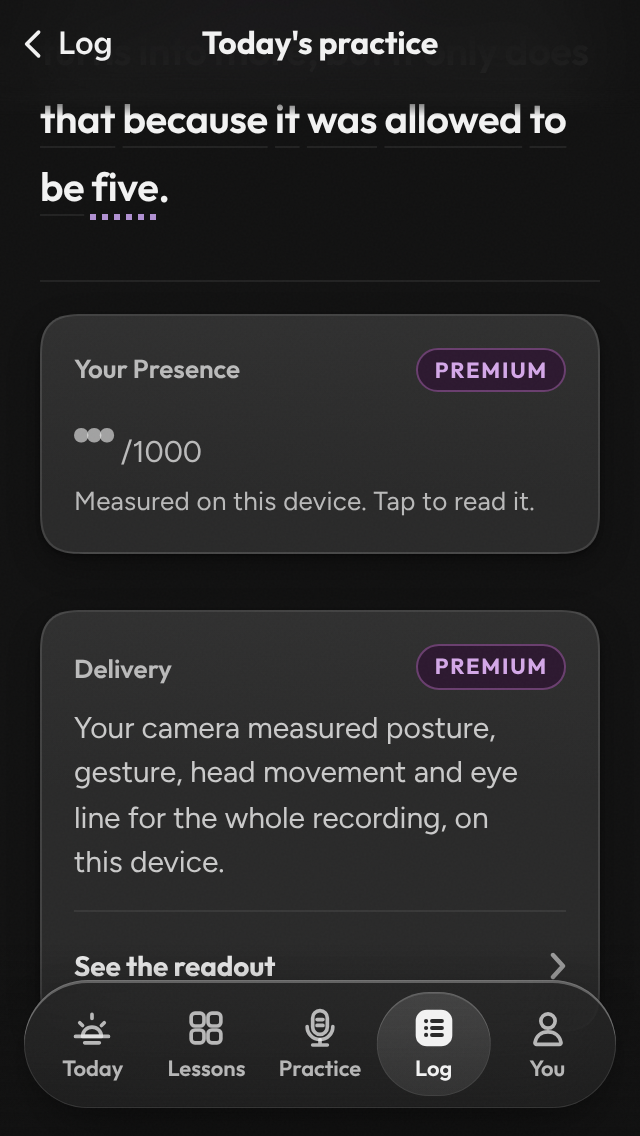 Log
Today's practice
that because it was allowed to
be five.
Your Presence
PREMIUM
/1000
Measured on this device. Tap to read it.
Delivery
PREMIUM
Your camera measured posture,
gesture, head movement and eye
line for the whole recording, on
this device.
See the readout
Today
Lessons
Practice
Log
You